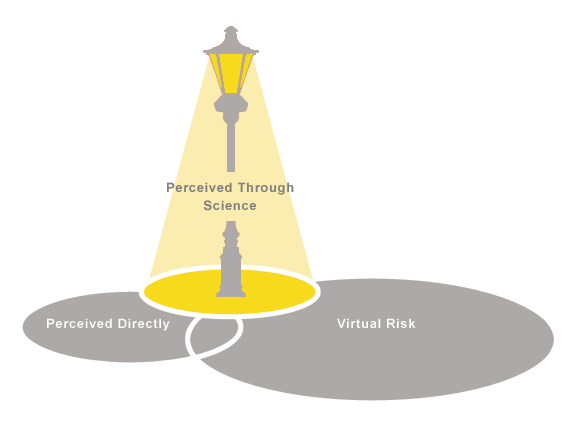 Perceived Through
Science
Perceived Directly
Virtual Risk